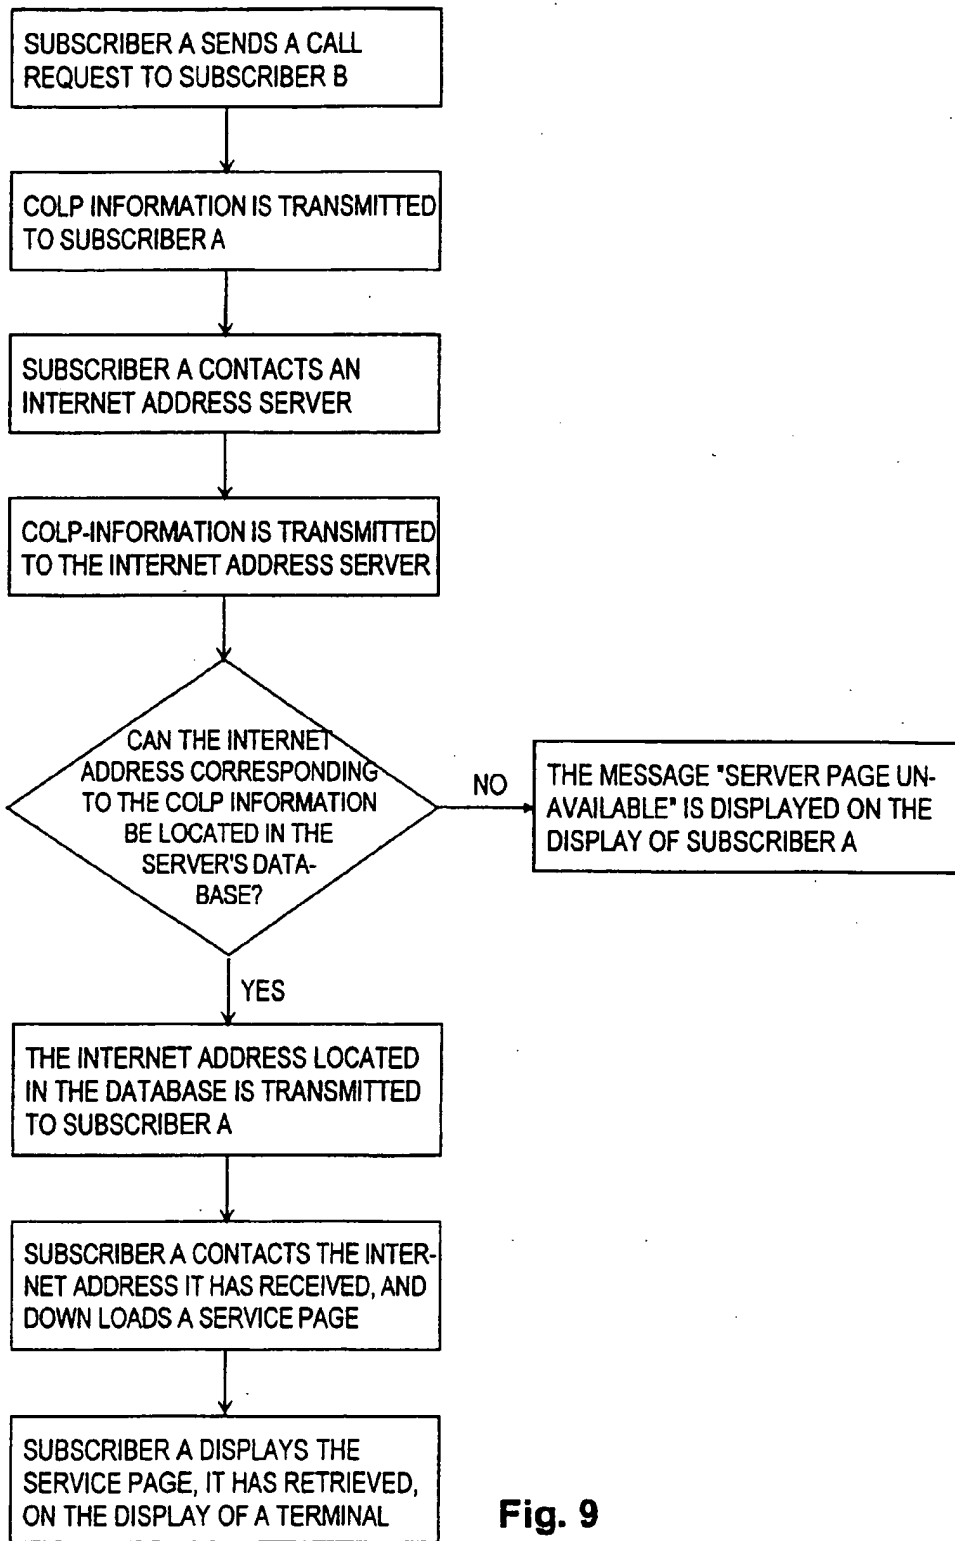 SUBSCRIBER A SENDS A CALL
REQUEST TO SUBSCRIBER B
COLP INFORMATION IS TRANSMITTED
TO SUBSCRIBER A
SUBSCRIBER A CONTACTS AN
INTERNET ADDRESS SERVER
COLP-INFORMATION IS TRANSMITTED
TO THE INTERNET ADDRESS SERVER
CAN THE INTERNET
ADDRESS CORRESPONDING
TO THE COLP INFORMATION
BE LOCATED IN THE
SERVER'S DATA-
BASE?
NO
THE MESSAGE "SERVER PAGE UN-
AVAILABLE" IS DISPLAYED ON THE
DISPLAY OF SUBSCRIBER A
YES
THE INTERNET ADDRESS LOCATED
IN THE DATABASE IS TRANSMITTED
TO SUBSCRIBER A
SUBSCRIBER A CONTACTS THE INTER-
NET ADDRESS IT HAS RECEIVED, AND
DOWN LOADS A SERVICE PAGE
SUBSCRIBER A DISPLAYS THE
SERVICE PAGE, IT HAS RETRIEVED,
ON THE DISPLAY OF A TERMINAL
Fig. 9